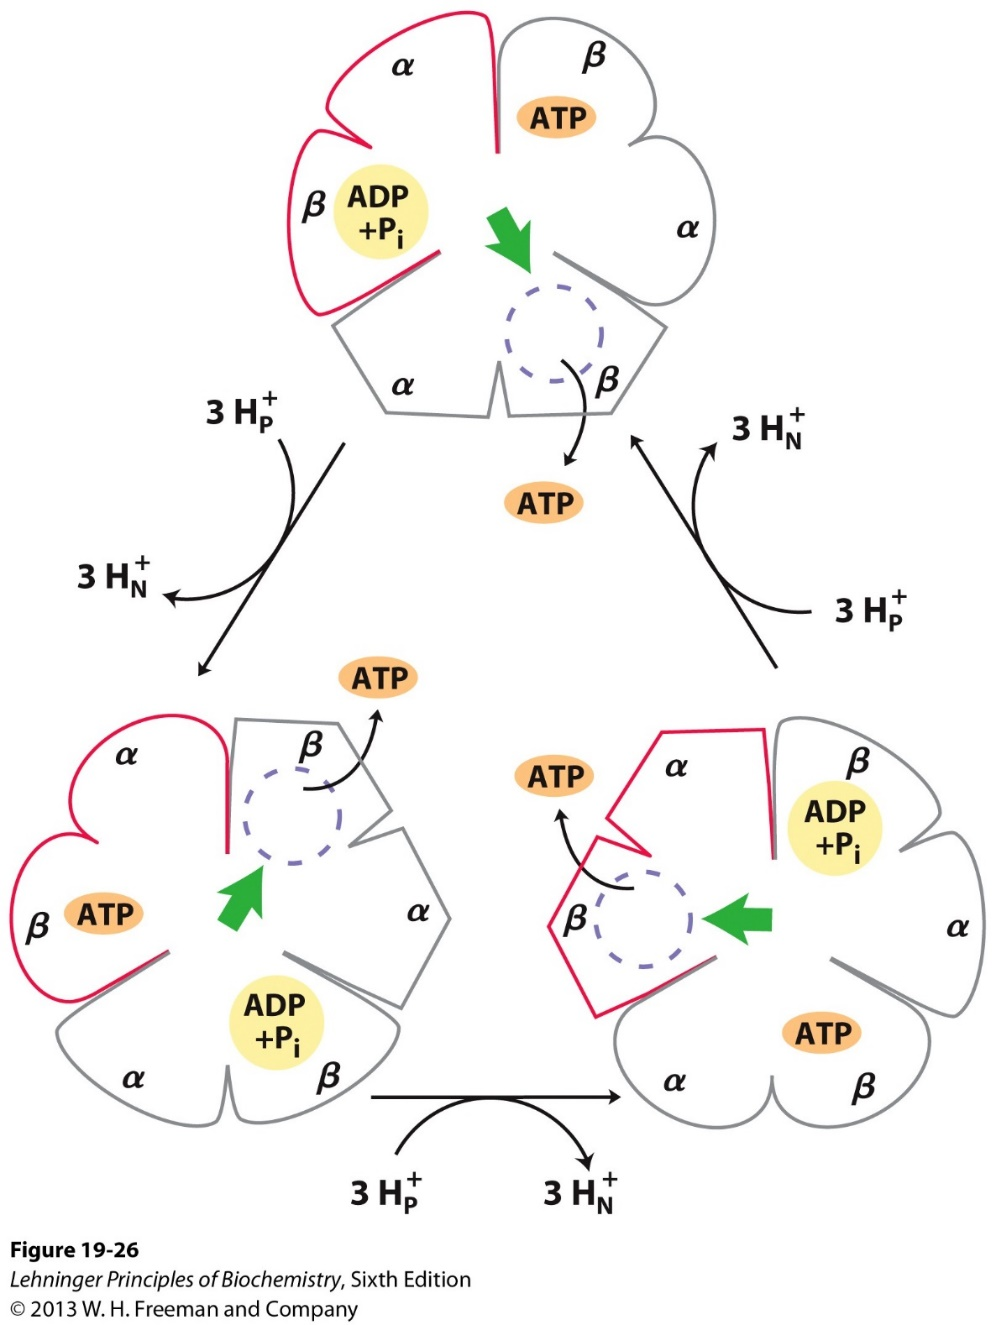 α
β
ATP
β
ADP
+Pi
α
α
β
3 H⁺P
3 H⁺N
ATP
3 H⁺N
3 H⁺P
ATP
α
β
ATP
α
β
β
ATP
α
ADP
+Pi
β
α
ADP
+Pi
α
β
ATP
α
β
3 H⁺P
3 H⁺N
Figure 19-26
Lehninger Principles of Biochemistry, Sixth Edition
© 2013 W. H. Freeman and Company